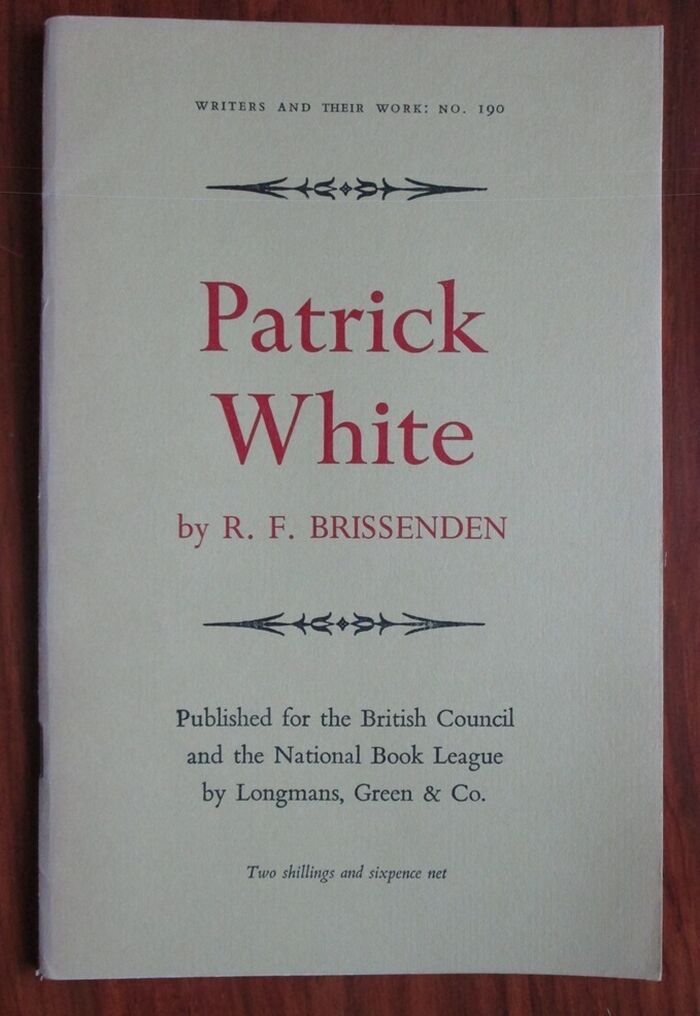 WRITERS AND THEIR WORK: NO. 190
Patrick
White
by R. F. BRISSENDEN
Published for the British Council
and the National Book League
by Longmans, Green & Co.
Two shillings and sixpence net